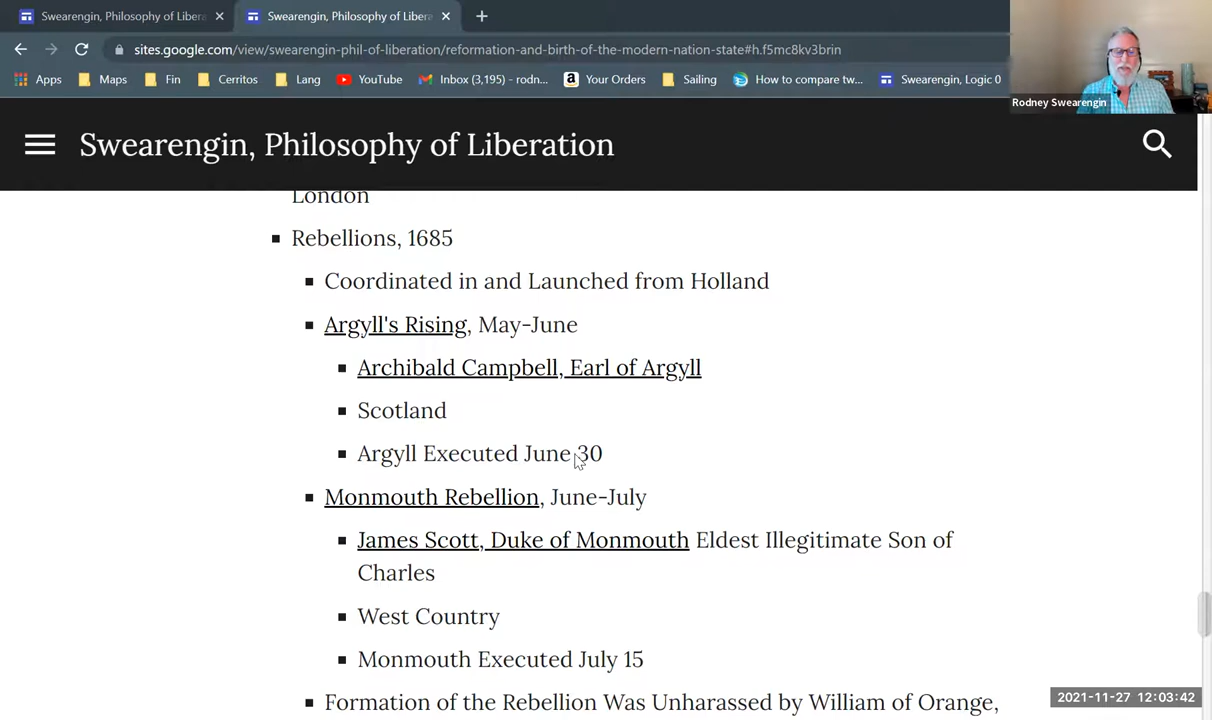 Swearengin, Philosophy of Libera
Swearengin, Philosophy of Libera
sites.google.com/view/swearengin-phil-of-liberation/reformation-and-birth-of-the-modern-nation-state#h.f5mc8kv3brin
Apps Maps Fin Cerritos Lang YouTube Inbox (3,195) - rodn... Your Orders Sailing How to compare tw... Swearengin, Logic 0
Rodney Swearengin
Swearengin, Philosophy of Liberation
London
Rebellions, 1685
Coordinated in and Launched from Holland
Argyll's Rising, May-June
Archibald Campbell, Earl of Argyll
Scotland
Argyll Executed June 30
Monmouth Rebellion, June-July
James Scott, Duke of Monmouth Eldest Illegitimate Son of
Charles
West Country
Monmouth Executed July 15
Formation of the Rebellion Was Unharassed by William of Orange,
2021-11-27 12:03:42